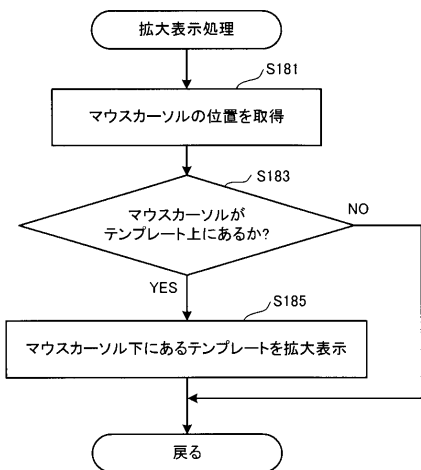 拡大表示処理
S181
マウスカーソルの位置を取得
S183
マウスカーソルが
テンプレート上にあるか?
NO
YES
S185
マウスカーソル下にあるテンプレートを拡大表示
戻る